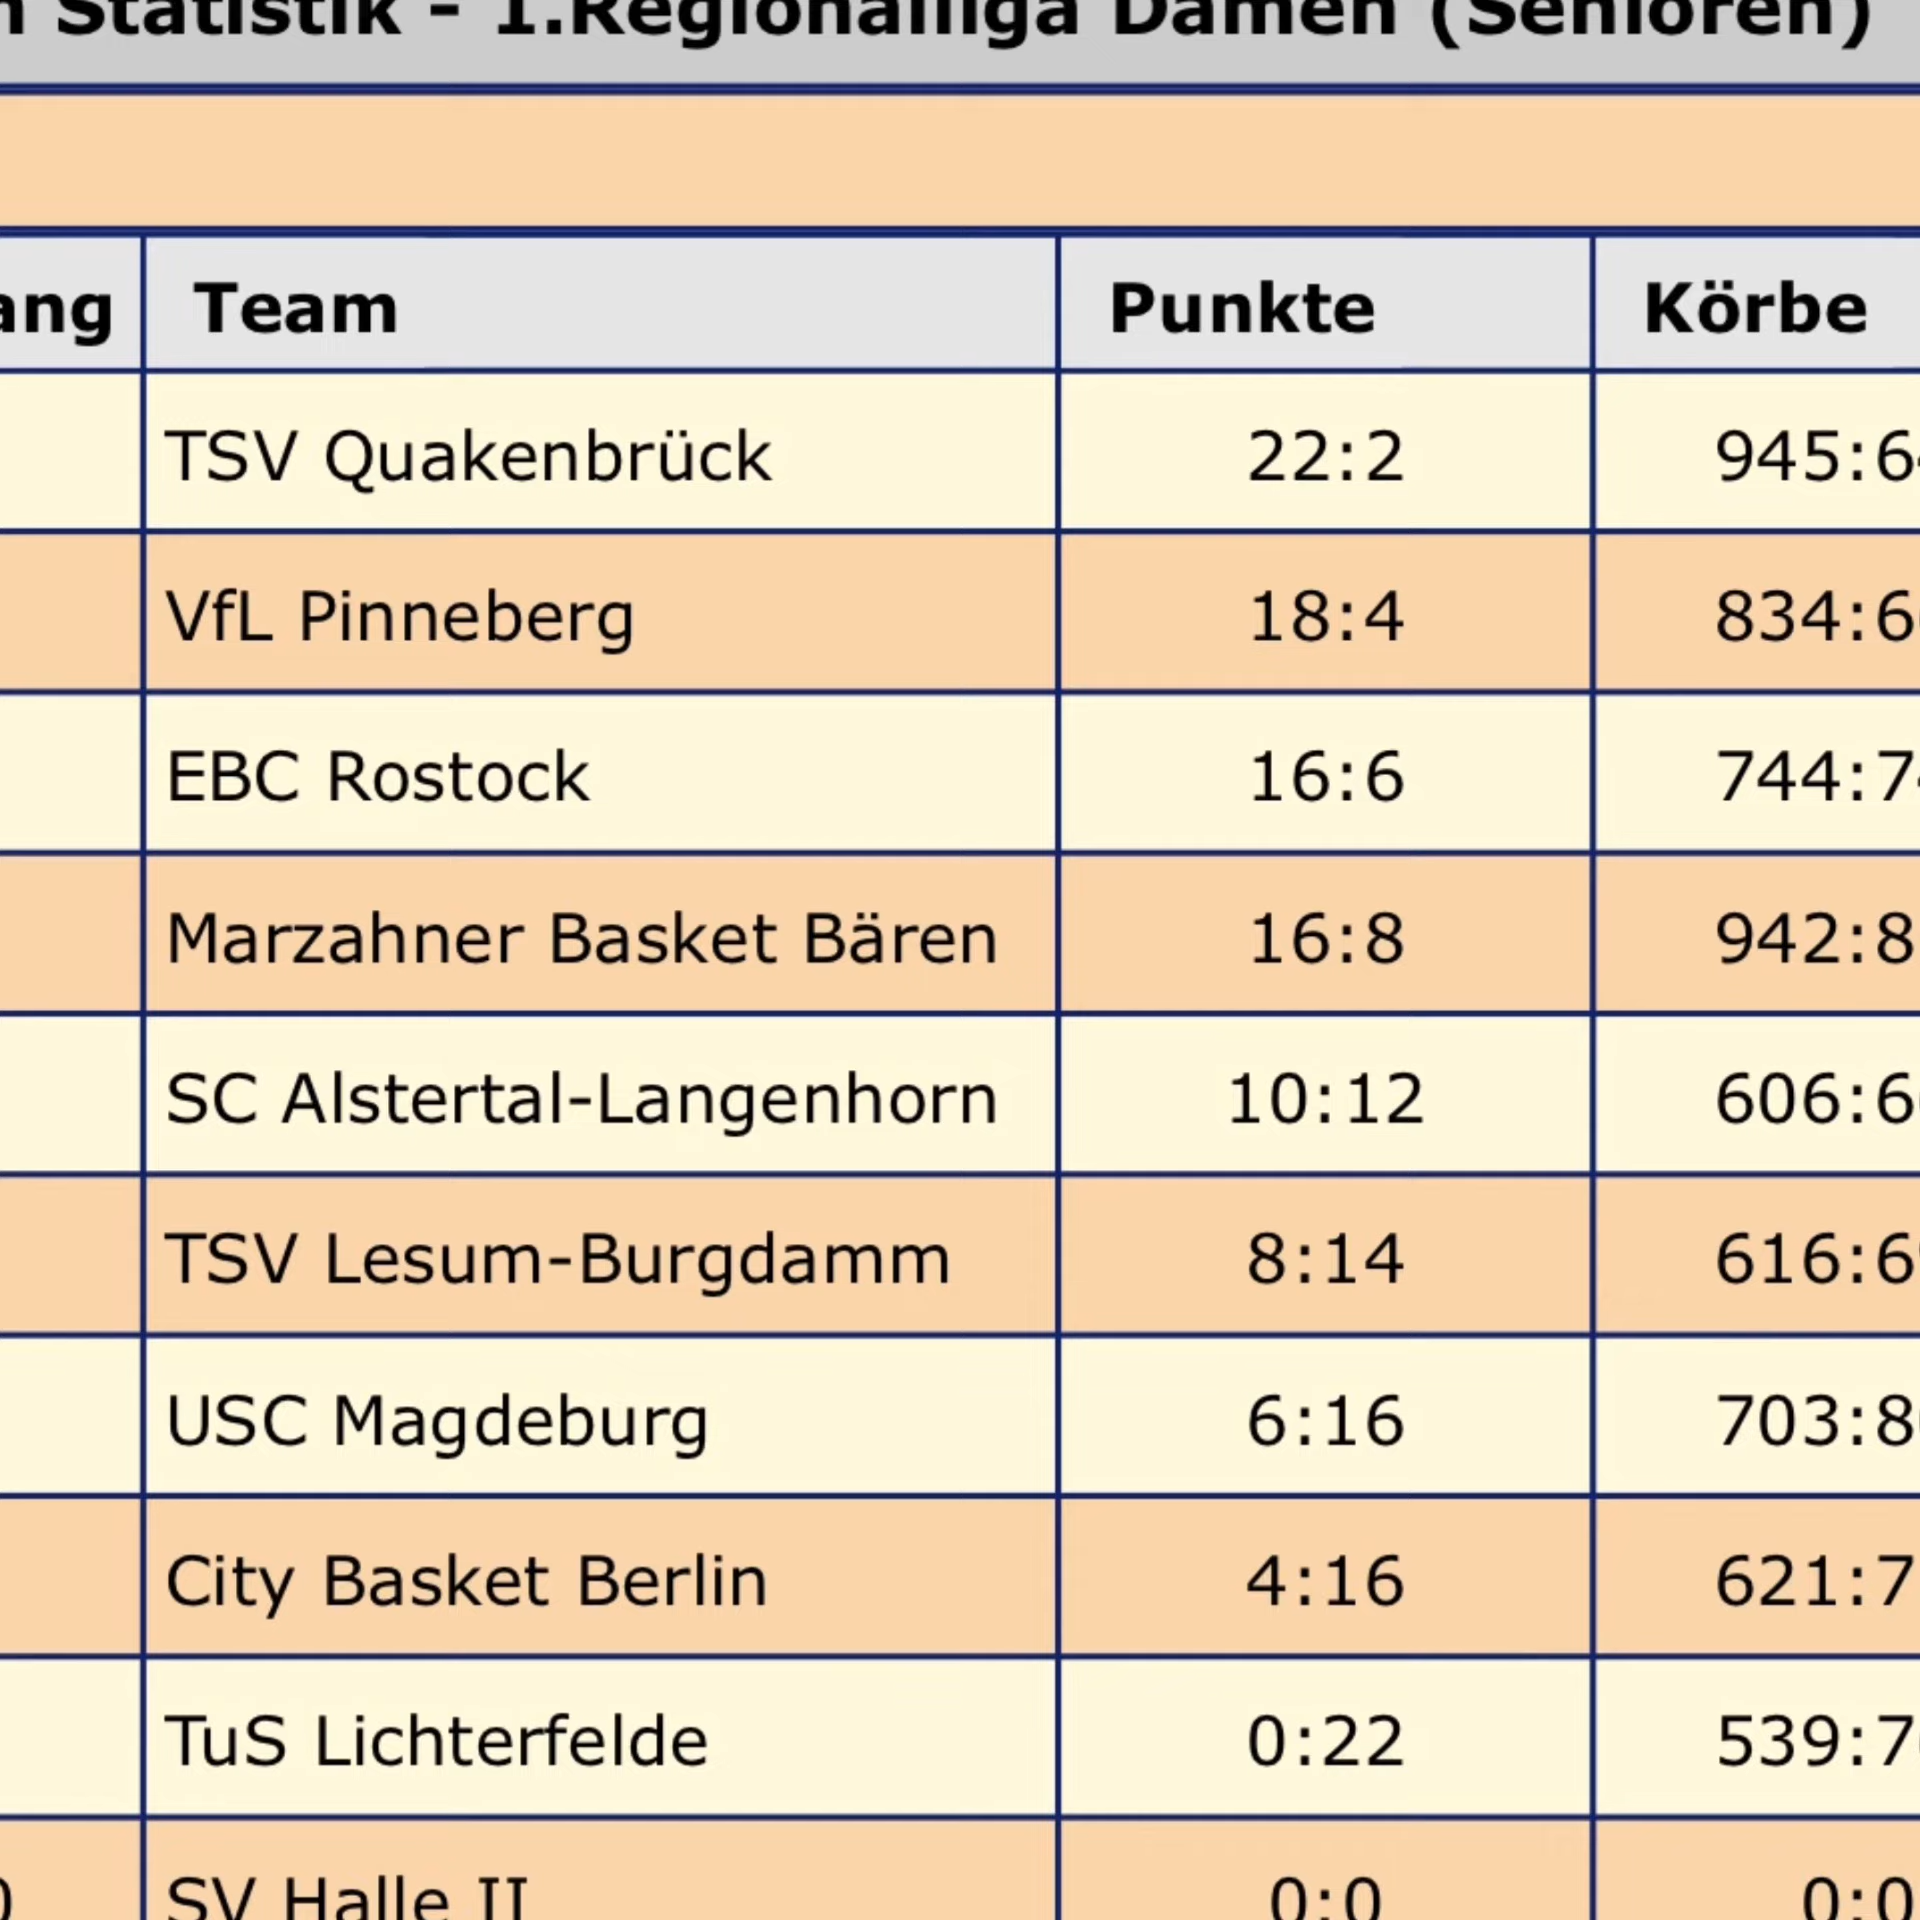 Statistik - 1.Regionalliga Damen (Senioren)
Team Punkte Körbe
TSV Quakenbrück 22:2
VfL Pinneberg 18:4
EBC Rostock 16:6
Marzahner Basket Bären 16:8
SC Alstertal-Langenhorn 10:12
TSV Lesum-Burgdamm 8:14
USC Magdeburg 6:16
City Basket Berlin 4:16
TuS Lichterfelde 0:22
SV Halle II 0:0 0:0